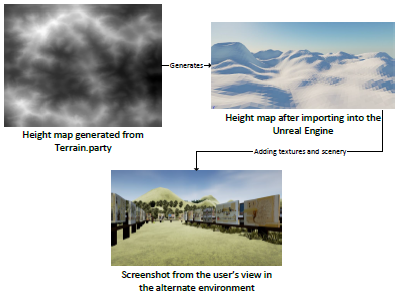 Generates
Height map generated from
Terrain.party
Height map after importing into the
Unreal Engine
Adding textures and scenery
Screenshot from the user's view in
the alternate environment